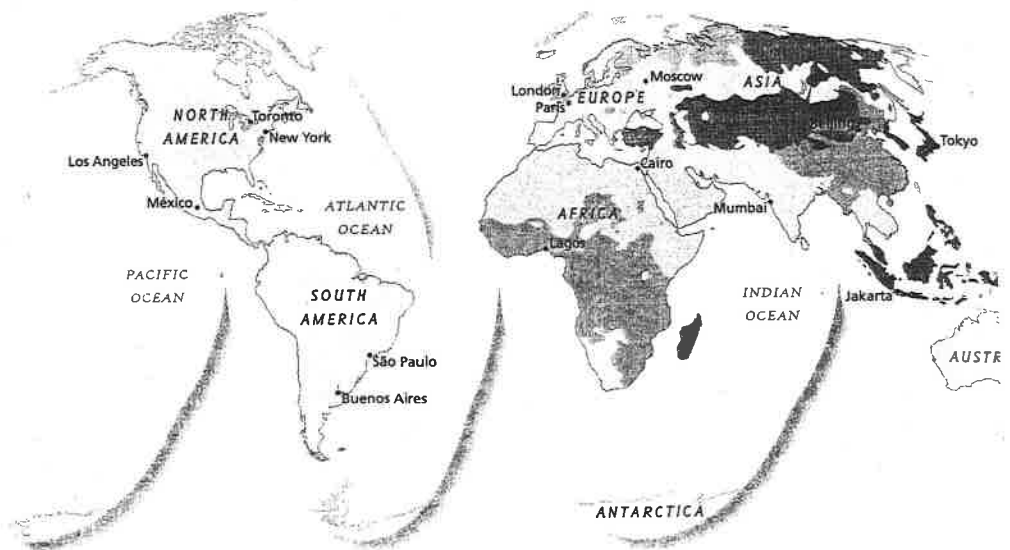 NORTH
AMERICA
Toronto
New York
Los Angeles
México
ATLANTIC
OCEAN
PACIFIC
OCEAN
SOUTH
AMERICA
São Paulo
Buenos Aires
London
Paris
EUROPE
Moscow
ASIA
Tokyo
Cairo
Mumbai
AFRICA
Lagos
INDIAN
OCEAN
Jakarta
AUSTR
ANTARCTICA